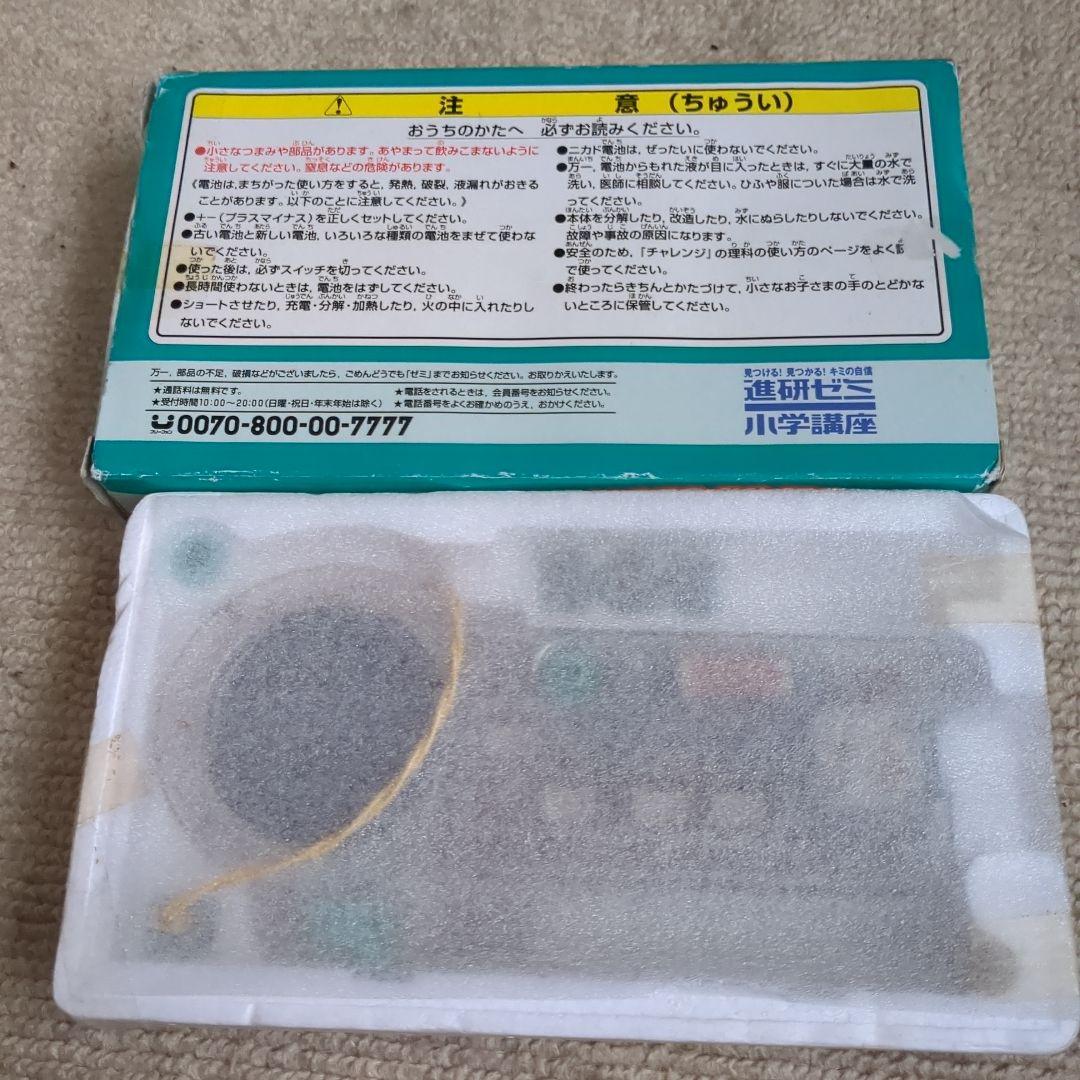 注意（ちゅうい）
おうちのかたへ 必ずお読みください。
●小さなつまみや部品があります。あやまって飲みこまないように
注意してください。窒息などの危険があります。
《電池は，まちがった使い方をすると，発熱，破裂，液漏れがおきる
ことがあります。以下のことに注意してください。》
●＋－（プラスマイナス）を正しくセットしてください。
●古い電池と新しい電池，いろいろな種類の電池をまぜて使わな
いでください。
●使った後は，必ずスイッチを切ってください。
●長時間使わないときは，電池をはずしてください。
●ショートさせたり，充電・分解・加熱したり，火の中に入れたりし
ないでください。
●ニカド電池は，ぜったいに使わないでください。
●万一，電池からもれた液が目に入ったときは，すぐに大量の水で
洗い，医師に相談してください。ひふや服についた場合は水で洗
ってください。
●本体を分解したり，改造したり，水にぬらしたりしないでください。
故障や事故の原因になります。
●安全のため，「チャレンジ」の理科の使い方のページをよく
で使ってください。
●終わったらきちんとかたづけて，小さなお子さまの手のとどかな
いところに保管してください。
万一，部品の不足，破損などがございましたら，ごめんどうでも「ゼミ」までお知らせください。お取りかえいたします。
★通話料は無料です。 ★電話をされるときは，会員番号をお知らせください。
★受付時間10:00～20:00（日曜・祝日・年末年始は除く） ★電話番号をよくお確かめのうえ，おかけください。
フリーフォン 0070-800-00-7777
見つける！見つかる！キミの自信
進研ゼミ
小学講座